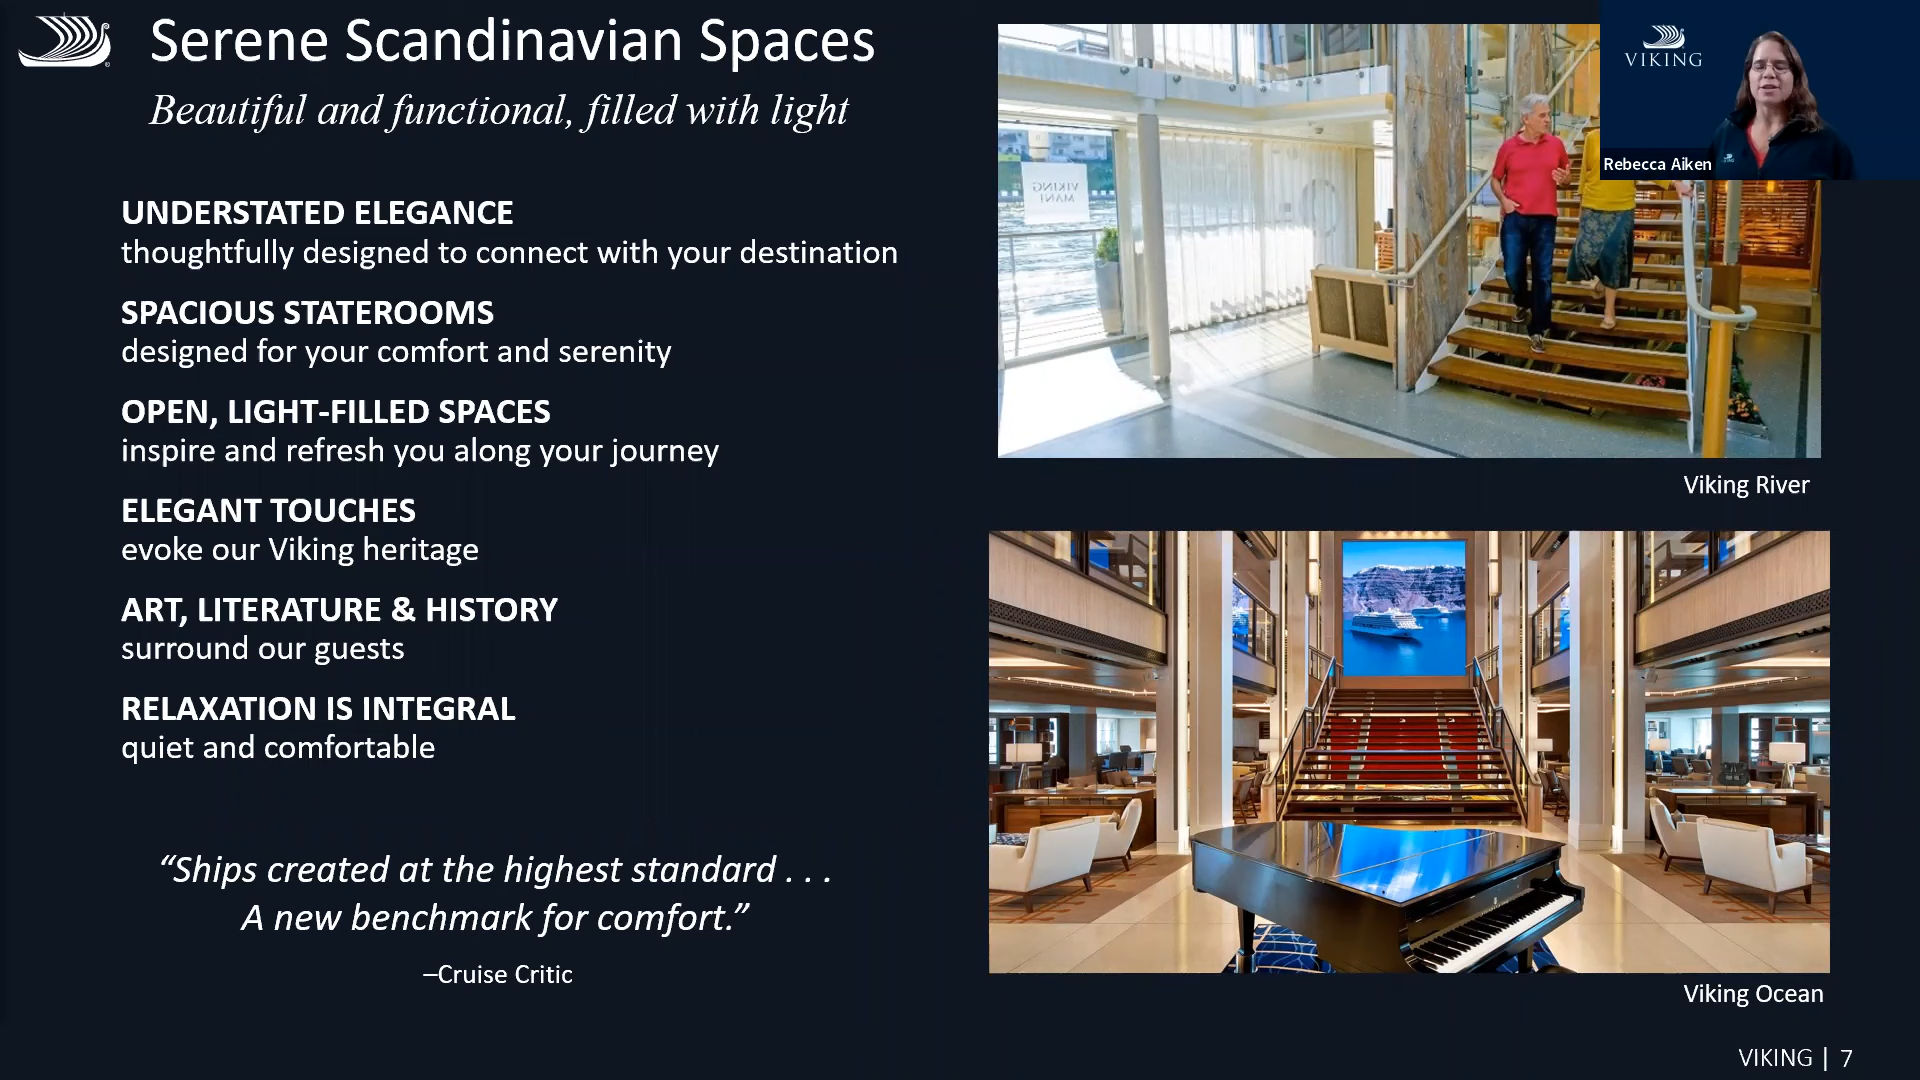 Serene Scandinavian Spaces
Beautiful and functional, filled with light
UNDERSTATED ELEGANCE
thoughtfully designed to connect with your destination
SPACIOUS STATEROOMS
designed for your comfort and serenity
OPEN, LIGHT-FILLED SPACES
inspire and refresh you along your journey
ELEGANT TOUCHES
evoke our Viking heritage
ART, LITERATURE & HISTORY
surround our guests
RELAXATION IS INTEGRAL
quiet and comfortable
“Ships created at the highest standard . . .
A new benchmark for comfort.”
–Cruise Critic
VIKING
Rebecca Aiken
VIKING
MANI
Viking River
Viking Ocean
VIKING | 7